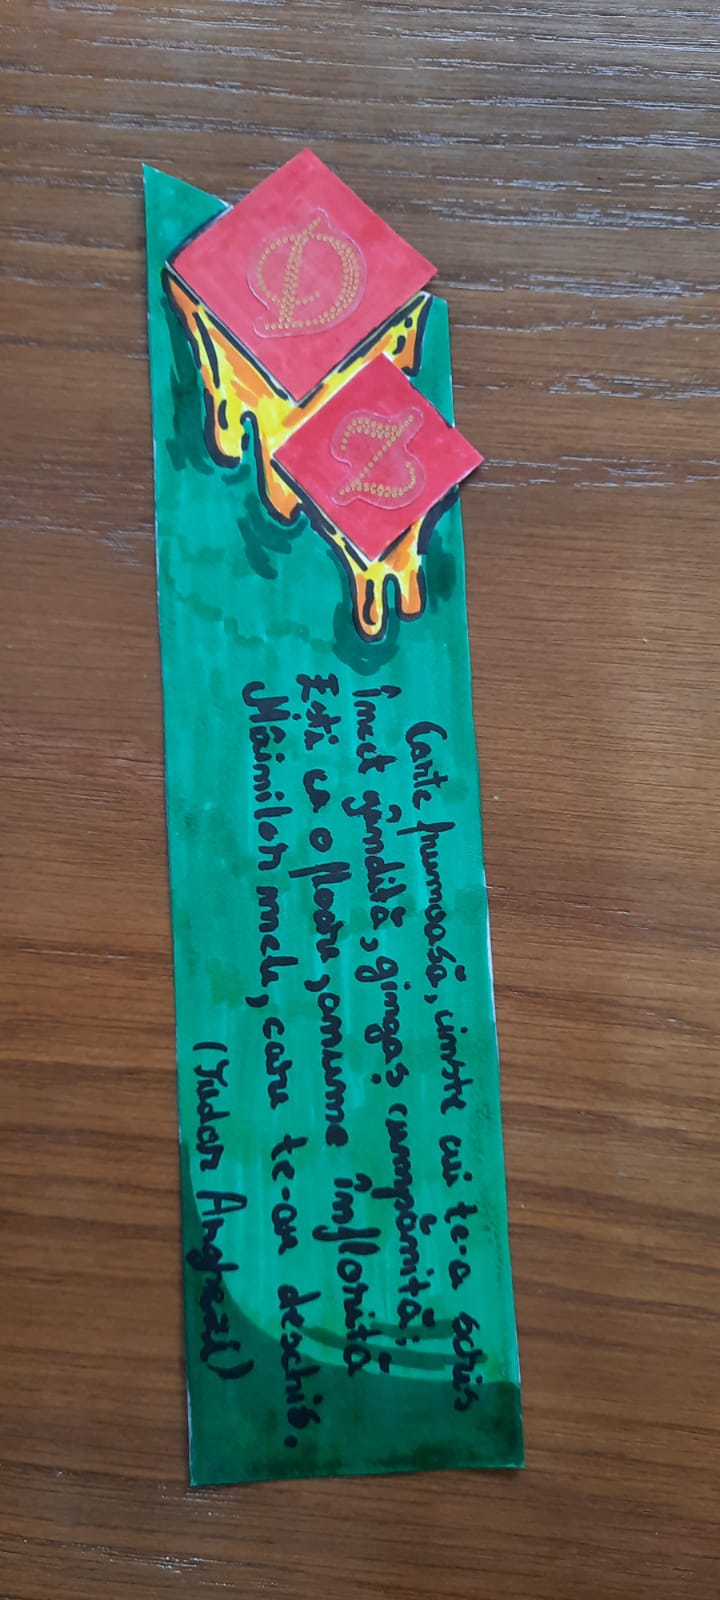 Carte frumoasă, cinste cui te-a scris
Încet gândită, gingaș cumpănită;
Ești ca o floare, anume înflorită
Mâinilor mele, care te-au deschis.
(Tudor Arghezi)